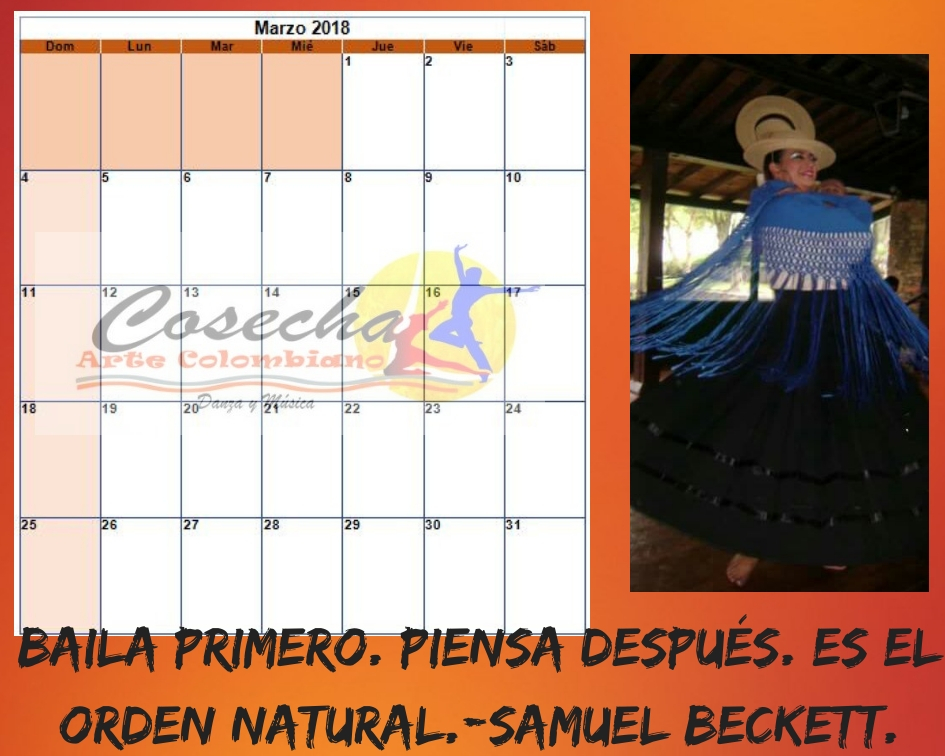 Marzo 2018
Dom Lun Mar Mié Jue Vie Sáb
1 2 3
4 5 6 7 8 9 10
11 12 13 14 15 16 17
Cosecha
Arte Colombiano
18 19 20 21 22 23 24
Danza y Música
25 26 27 28 29 30 31
BAILA PRIMERO. PIENSA DESPUÉS. ES EL
ORDEN NATURAL.-SAMUEL BECKETT.